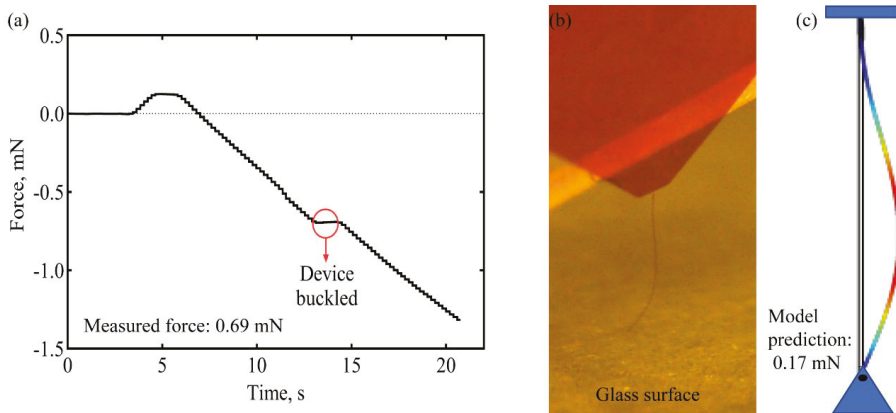 (a)
0.5
0.0
-0.5
-1.0
-1.5
Force, mN
Device
buckled
Measured force: 0.69 mN
0
5
10
15
20
Time, s
(b)
Glass surface
(c)
Model
prediction:
0.17 mN